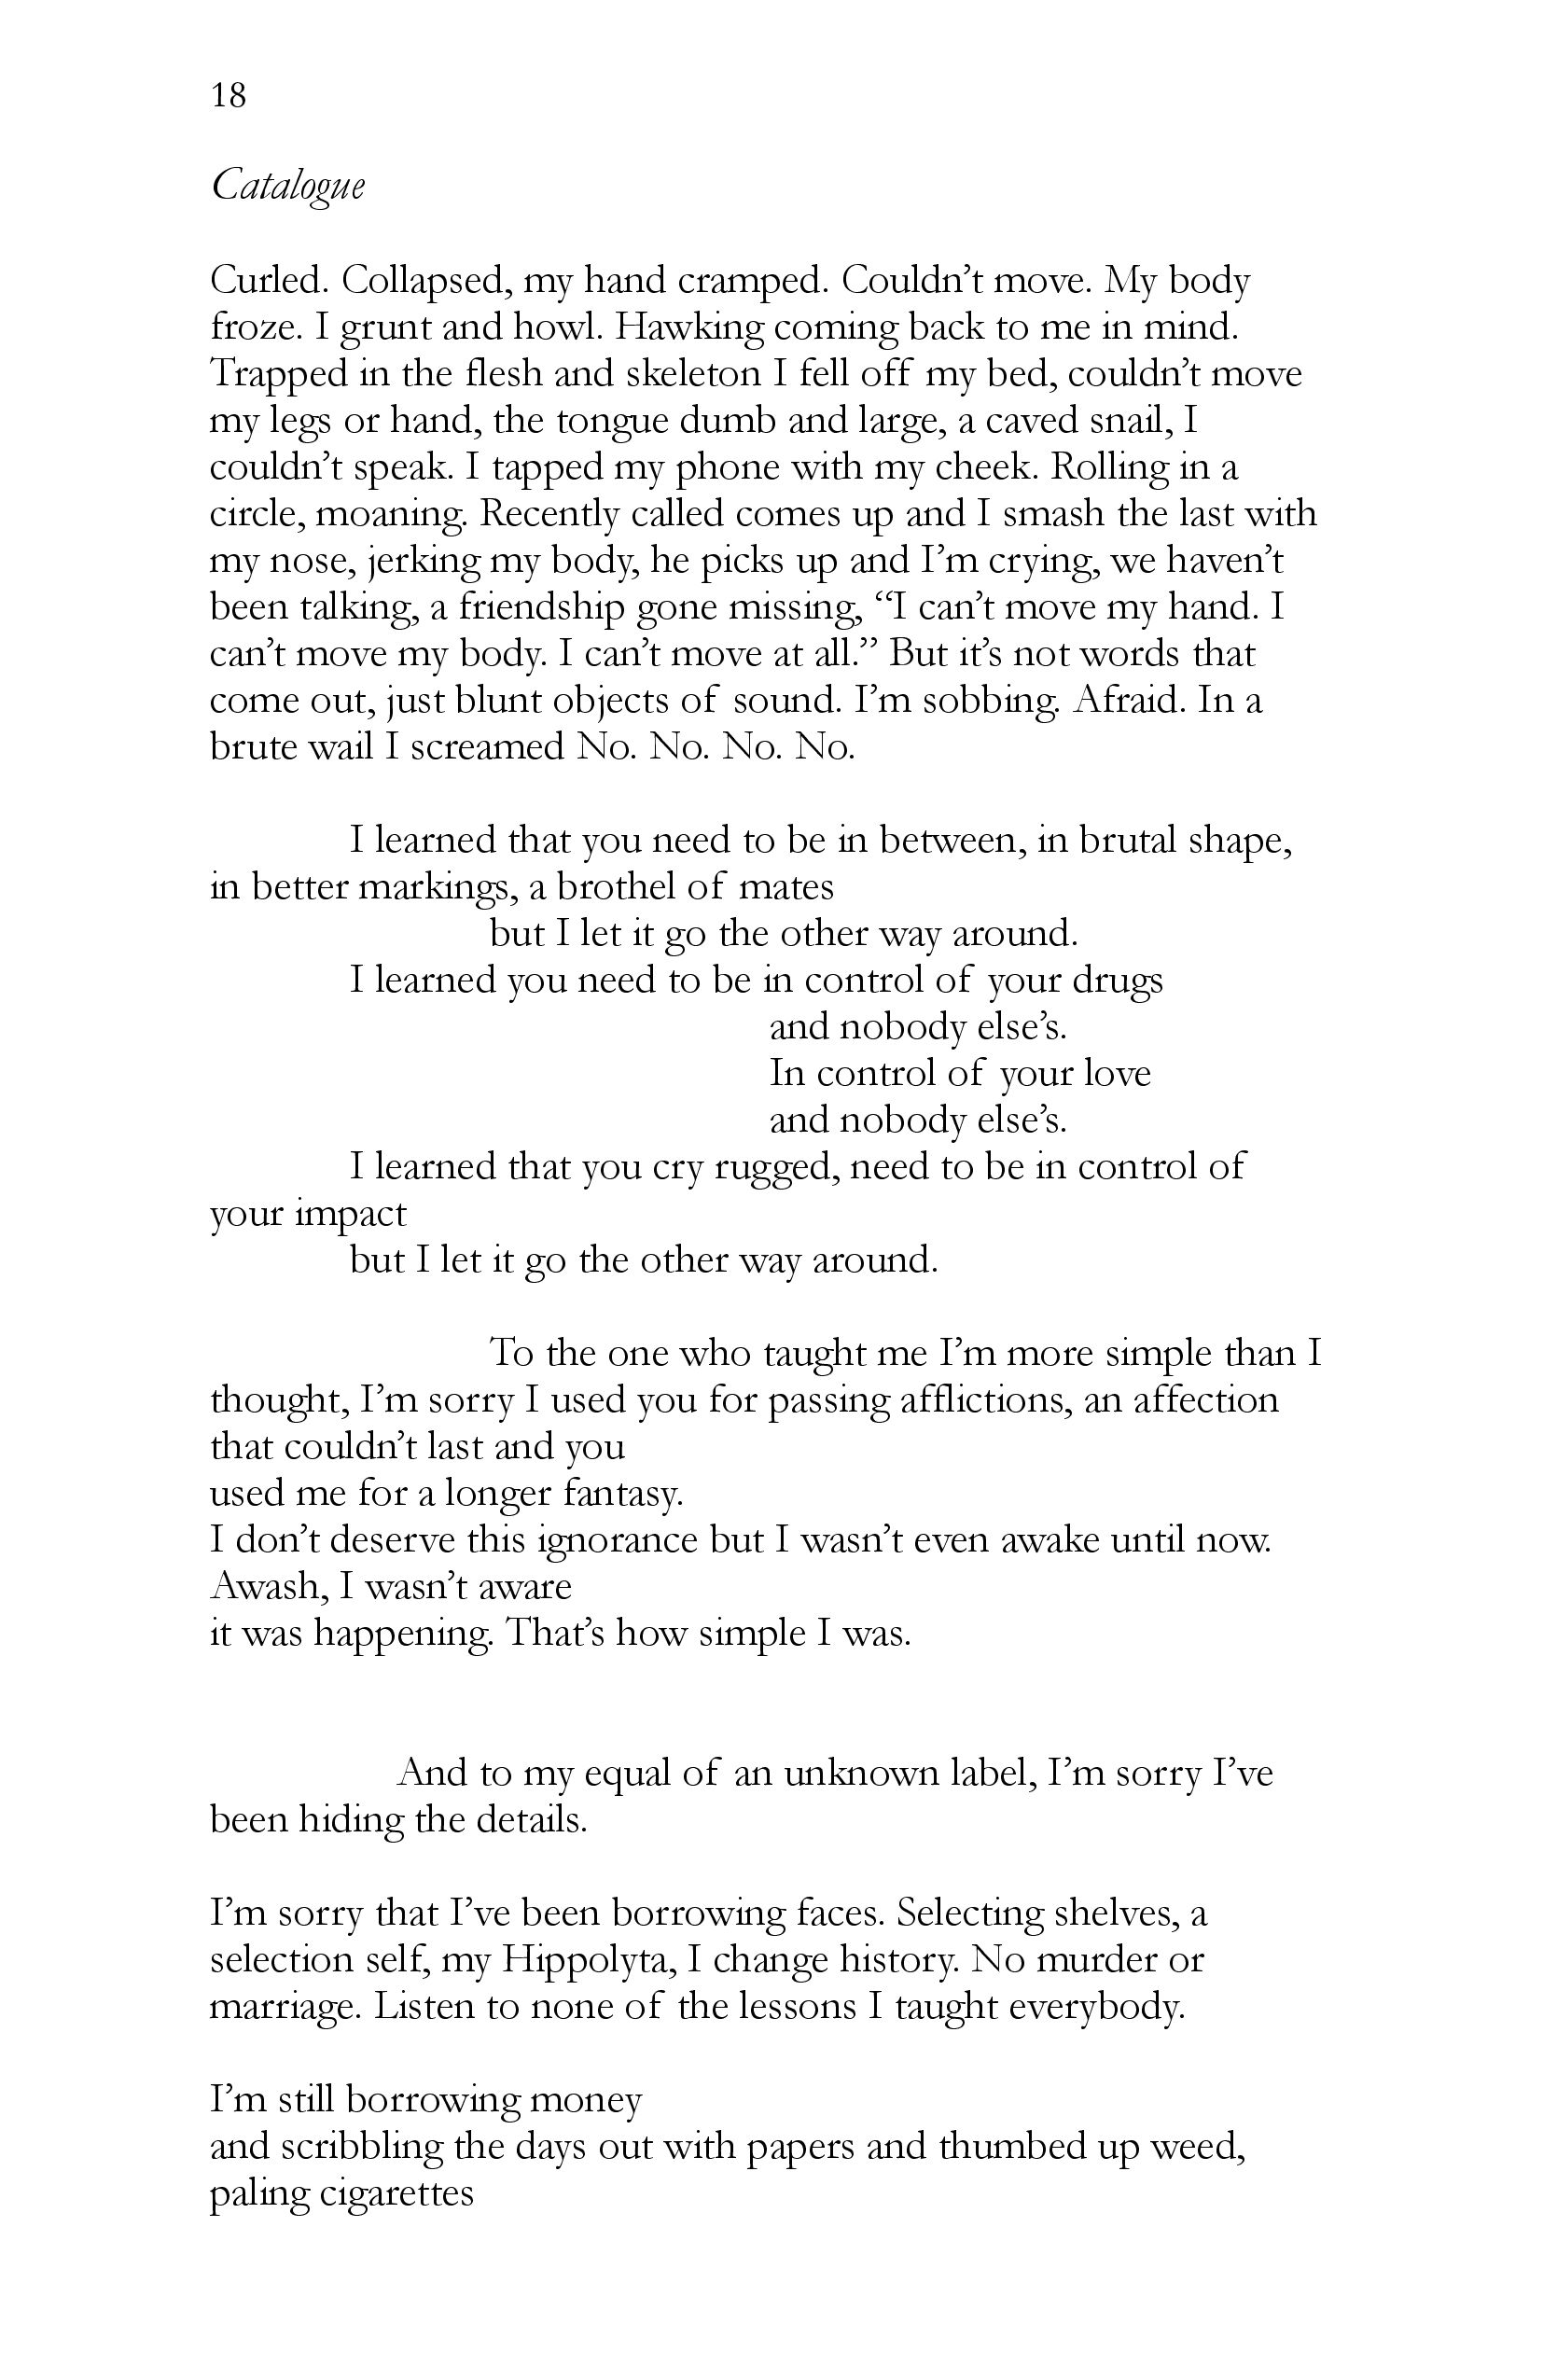 18
Catalogue
Curled. Collapsed, my hand cramped. Couldn’t move. My body
froze. I grunt and howl. Hawking coming back to me in mind.
Trapped in the flesh and skeleton I fell off my bed, couldn’t move
my legs or hand, the tongue dumb and large, a caved snail, I
couldn’t speak. I tapped my phone with my cheek. Rolling in a
circle, moaning. Recently called comes up and I smash the last with
my nose, jerking my body, he picks up and I’m crying, we haven’t
been talking, a friendship gone missing, “I can’t move my hand. I
can’t move my body. I can’t move at all.” But it’s not words that
come out, just blunt objects of sound. I’m sobbing. Afraid. In a
brute wail I screamed No. No. No. No.
I learned that you need to be in between, in brutal shape,
in better markings, a brothel of mates
but I let it go the other way around.
I learned you need to be in control of your drugs
and nobody else’s.
In control of your love
and nobody else’s.
I learned that you cry rugged, need to be in control of
your impact
but I let it go the other way around.
To the one who taught me I’m more simple than I
thought, I’m sorry I used you for passing afflictions, an affection
that couldn’t last and you
used me for a longer fantasy.
I don’t deserve this ignorance but I wasn’t even awake until now.
Awash, I wasn’t aware
it was happening. That’s how simple I was.
And to my equal of an unknown label, I’m sorry I’ve
been hiding the details.
I’m sorry that I’ve been borrowing faces. Selecting shelves, a
selection self, my Hippolyta, I change history. No murder or
marriage. Listen to none of the lessons I taught everybody.
I’m still borrowing money
and scribbling the days out with papers and thumbed up weed,
paling cigarettes